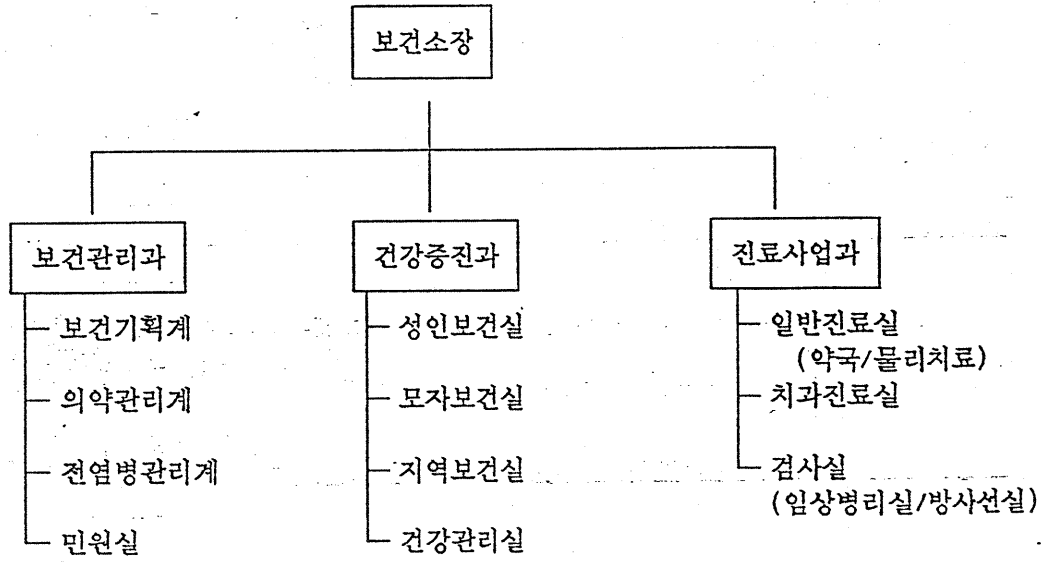 보건소장
보건관리과
보건기획계
의약관리계
전염병관리계
민원실
건강증진과
성인보건실
모자보건실
지역보건실
건강관리실
진료사업과
일반진료실
(약국/물리치료)
치과진료실
검사실
(임상병리실/방사선실)